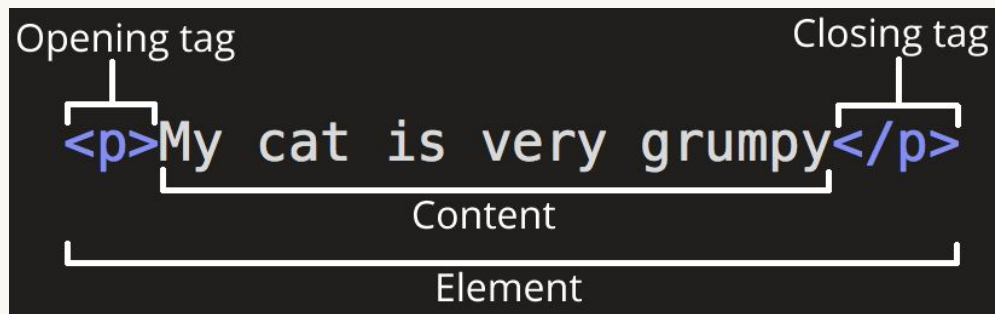 Opening tag
Closing tag
<p>My cat is very grumpy</p>
Content
Element